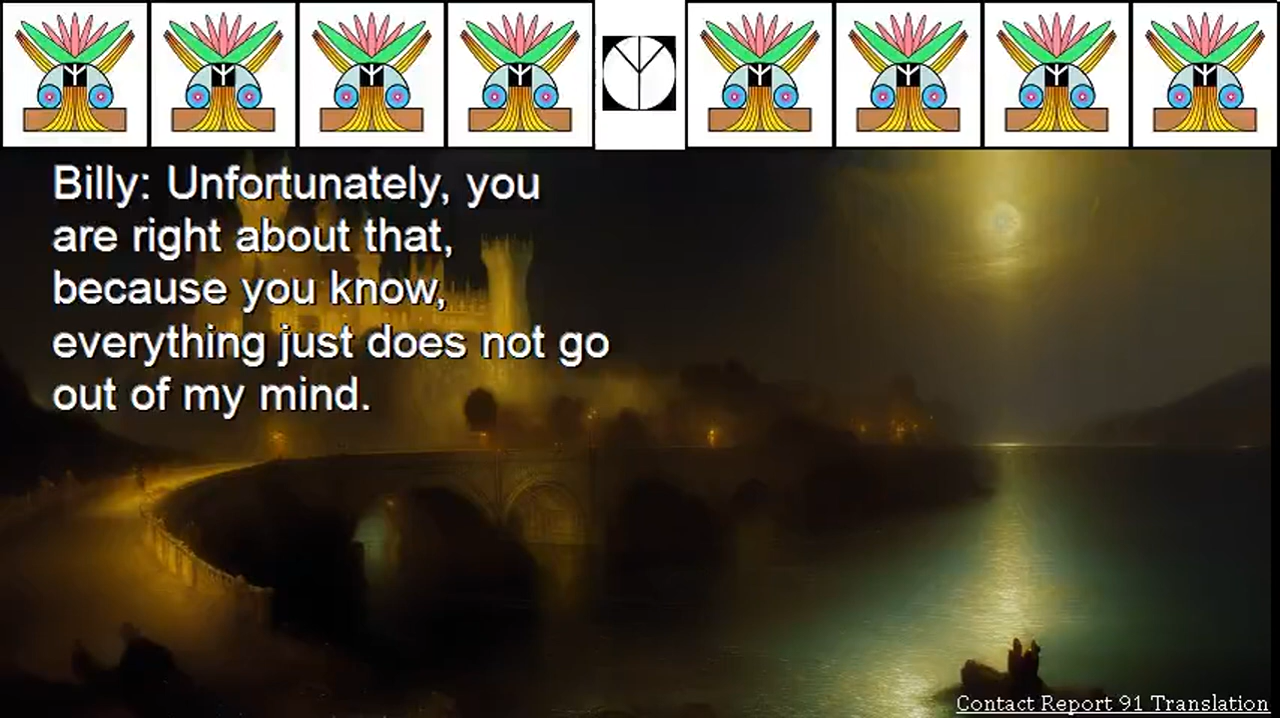 Billy: Unfortunately, you
are right about that,
because you know,
everything just does not go
out of my mind.
Contact Report 91 Translation